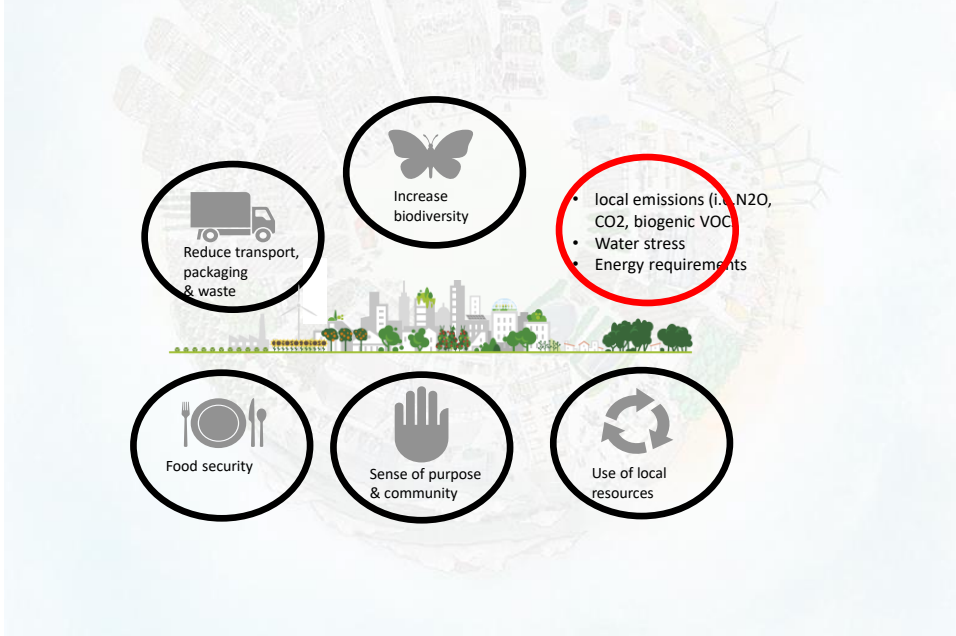 Increase
biodiversity
Reduce transport,
packaging
& waste
• local emissions (i.e.N2O,
CO2, biogenic VOC
• Water stress
• Energy requirements
Food security
Sense of purpose
& community
Use of local
resources